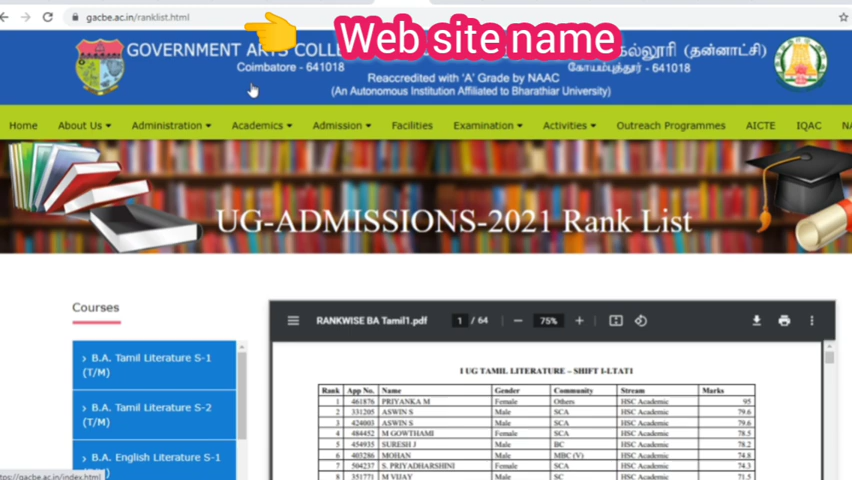 gacbe.ac.in/ranklist.html
Web site name
GOVERNMENT ARTS COLLE
கல்லூரி (தன்னாட்சி)
Coimbatore - 641018
கோயம்புத்தூர் - 641018
Reaccredited with 'A' Grade by NAAC
(An Autonomous Institution Affiliated to Bharathiar University)
Home About Us Administration Academics Admission Facilities Examination Activities Outreach Programmes AICTE IQAC NA
UG-ADMISSIONS-2021 Rank List
Courses
B.A. Tamil Literature S-1
(T/M)
B.A. Tamil Literature S-2
(T/M)
B.A. English Literature S-1
RANKWISE BA Tamil1.pdf 1 / 64 — 75% +
I UG TAMIL LITERATURE – SHIFT I-LTAT1
Rank App No. Name Gender Community Stream Marks
1 461876 PRIYANKA M Female Others HSC Academic 95
2 331205 ASWIN S Male SCA HSC Academic 79.6
3 424003 ASWIN S Male SCA HSC Academic 79.6
4 484452 M GOWTHAMI Female SCA HSC Academic 78.5
5 454935 SURESH J Male BC HSC Academic 78.2
6 403286 MOHAN Male MBC (V) HSC Academic 74.8
7 504237 S. PRIYADHARSHINI Female SCA HSC Academic 74.3
8 351771 M VIJAY Male SC HSC Academic
ttps://gacbe.ac.in/index.html